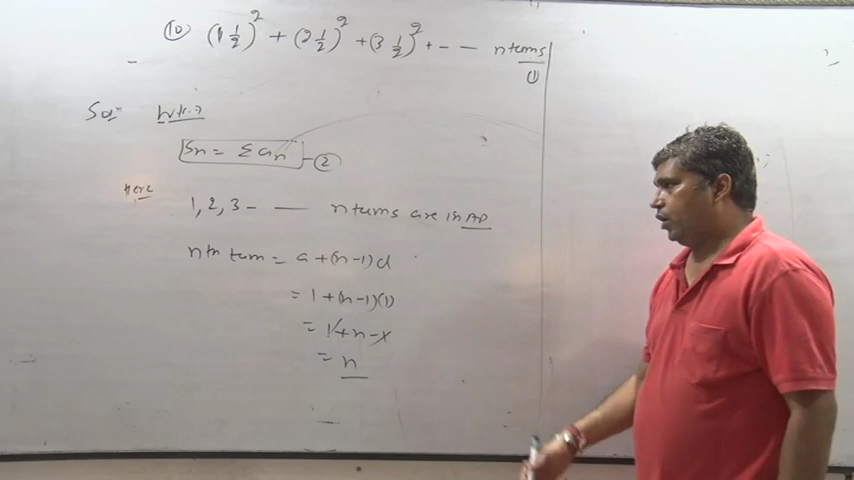 10 (1 1/2)² + (2 1/2)² + (3 1/2)² + - — n terms
①
Solⁿ W.K.T
Sn = Σan —②
Here
1, 2, 3 - — n terms are in AP
nth term = a + (n-1)d
= 1 + (n-1)(1)
= 1 + n - 1
= n